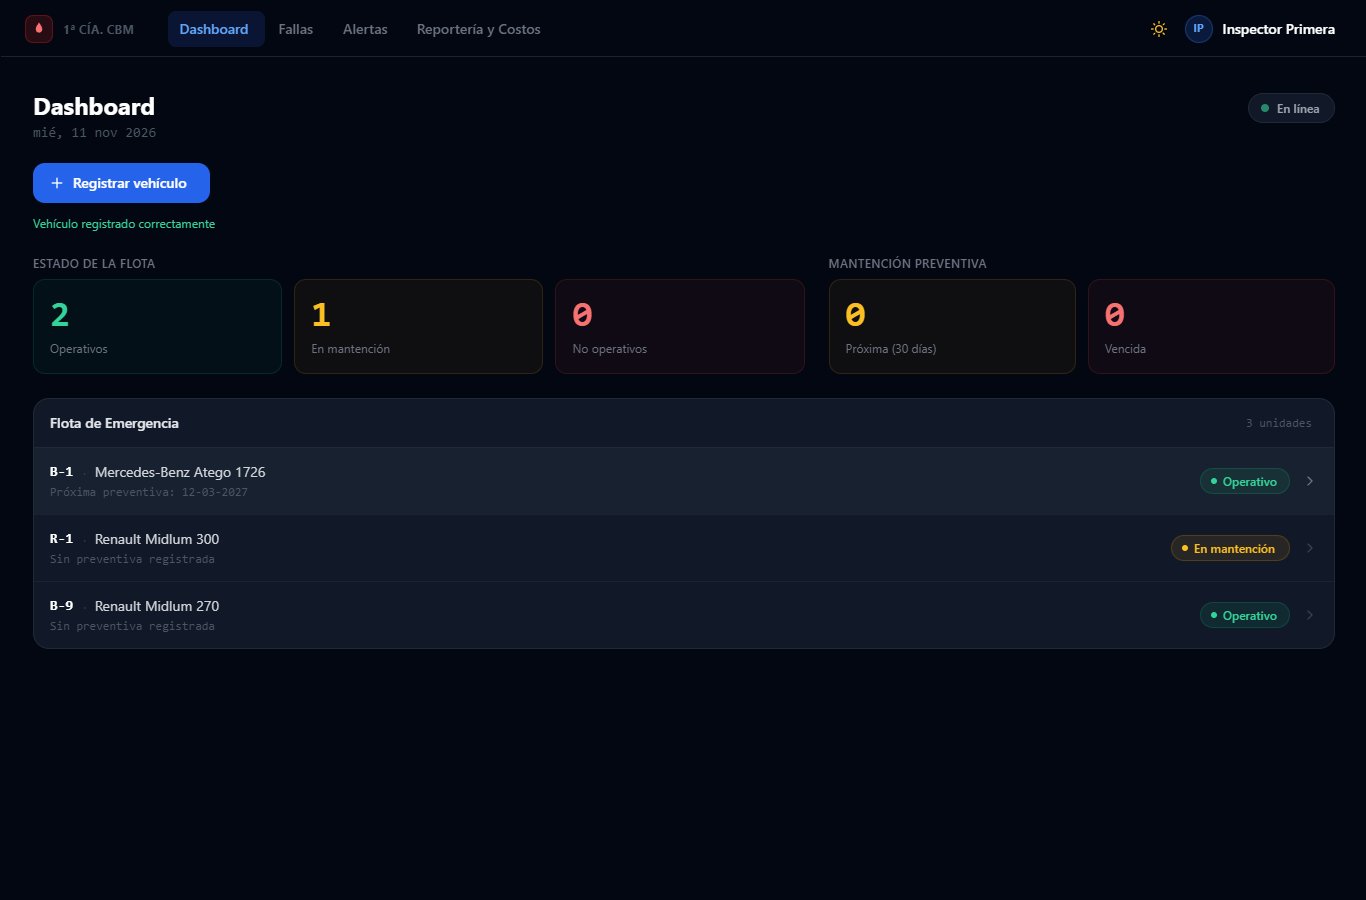 1ª CÍA. CBM Dashboard Fallas Alertas Reportería y Costos IP Inspector Primera
Dashboard
mié, 11 nov 2026
En línea
+ Registrar vehículo
Vehículo registrado correctamente
ESTADO DE LA FLOTA
2
Operativos
1
En mantención
0
No operativos
MANTENCIÓN PREVENTIVA
0
Próxima (30 días)
0
Vencida
Flota de Emergencia 3 unidades
B-1 · Mercedes-Benz Atego 1726
Próxima preventiva: 12-03-2027
Operativo
R-1 · Renault Midlum 300
Sin preventiva registrada
En mantención
B-9 · Renault Midlum 270
Sin preventiva registrada
Operativo